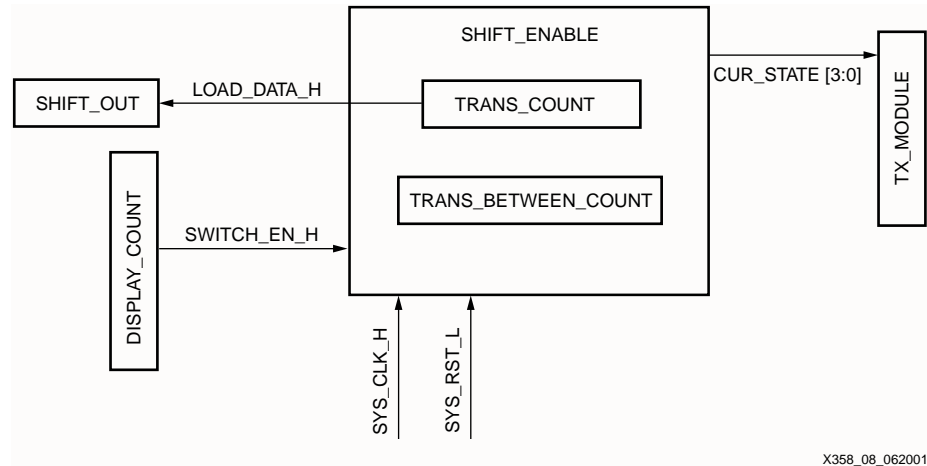 SHIFT_ENABLE
CUR_STATE [3:0]
LOAD_DATA_H
SHIFT_OUT
TRANS_COUNT
TX_MODULE
TRANS_BETWEEN_COUNT
DISPLAY_COUNT
SWITCH_EN_H
SYS_CLK_H
SYS_RST_L
X358_08_062001